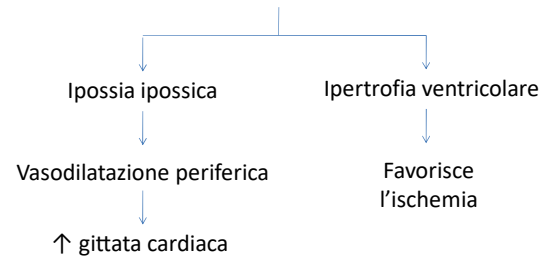 Ipossia ipossica
Ipertrofia ventricolare
Vasodilatazione periferica
Favorisce
l’ischemia
↑ gittata cardiaca